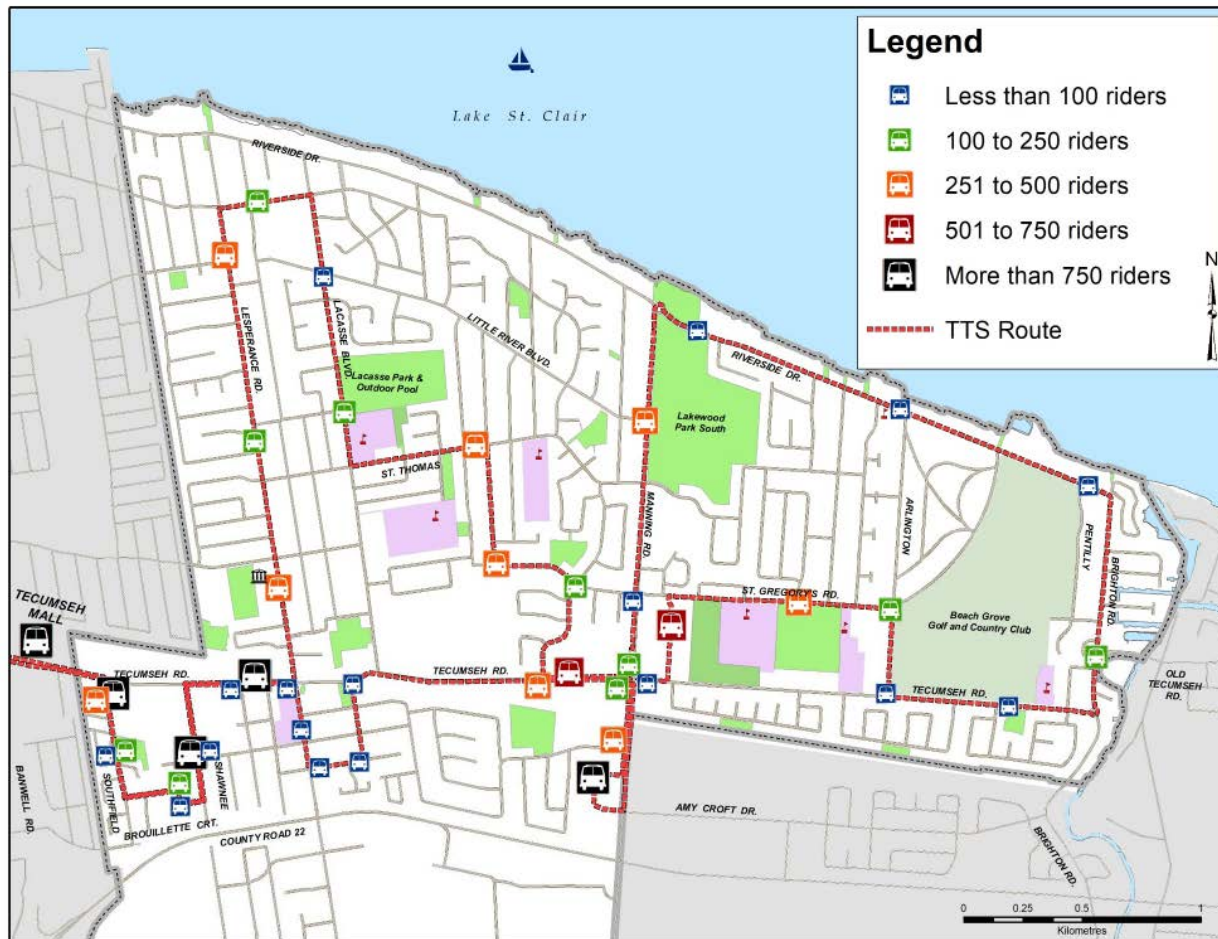 Legend
Less than 100 riders
100 to 250 riders
251 to 500 riders
501 to 750 riders
More than 750 riders
TTS Route
N
Lake St. Clair
RIVERSIDE DR.
LESPERANCE RD.
LACASSE BLVD.
LITTLE RIVER BLVD.
Lacasse Park &
Outdoor Pool
ST. THOMAS
RIVERSIDE DR.
Lakewood
Park South
MANNING RD.
ARLINGTON
PENTILLY
BRIGHTON RD.
ST. GREGORY'S RD.
Beach Grove
Golf and Country Club
TECUMSEH
MALL
TECUMSEH RD.
TECUMSEH RD.
TECUMSEH RD.
OLD
TECUMSEH
RD.
BANWELL RD.
SOUTHFIELD
SHAWNEE
BROUILLETTE CRT.
COUNTY ROAD 22
AMY CROFT DR.
BRIGHTON RD.
0 0.25 0.5 1
Kilometres